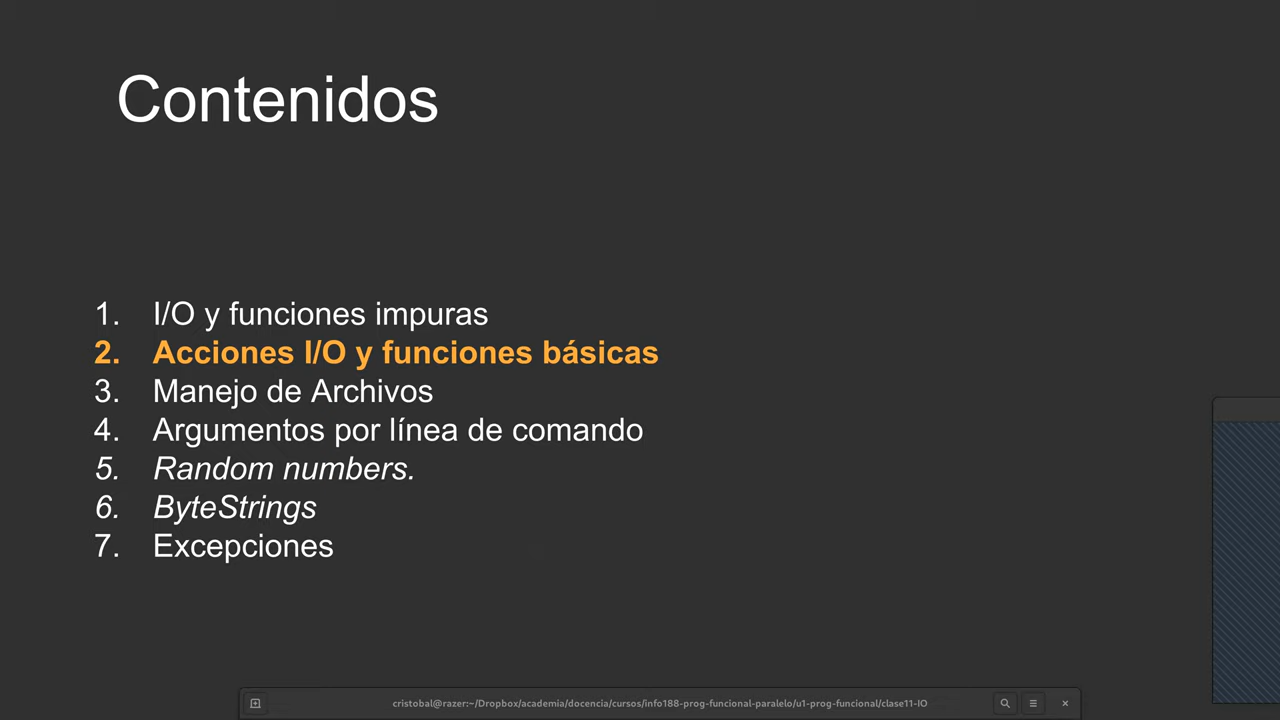 Contenidos
1. I/O y funciones impuras
2. Acciones I/O y funciones básicas
3. Manejo de Archivos
4. Argumentos por línea de comando
5. Random numbers.
6. ByteStrings
7. Excepciones
cristobal@razer:~/Dropbox/academia/docencia/cursos/info188-prog-funcional-paralelo/u1-prog-funcional/clase11-IO